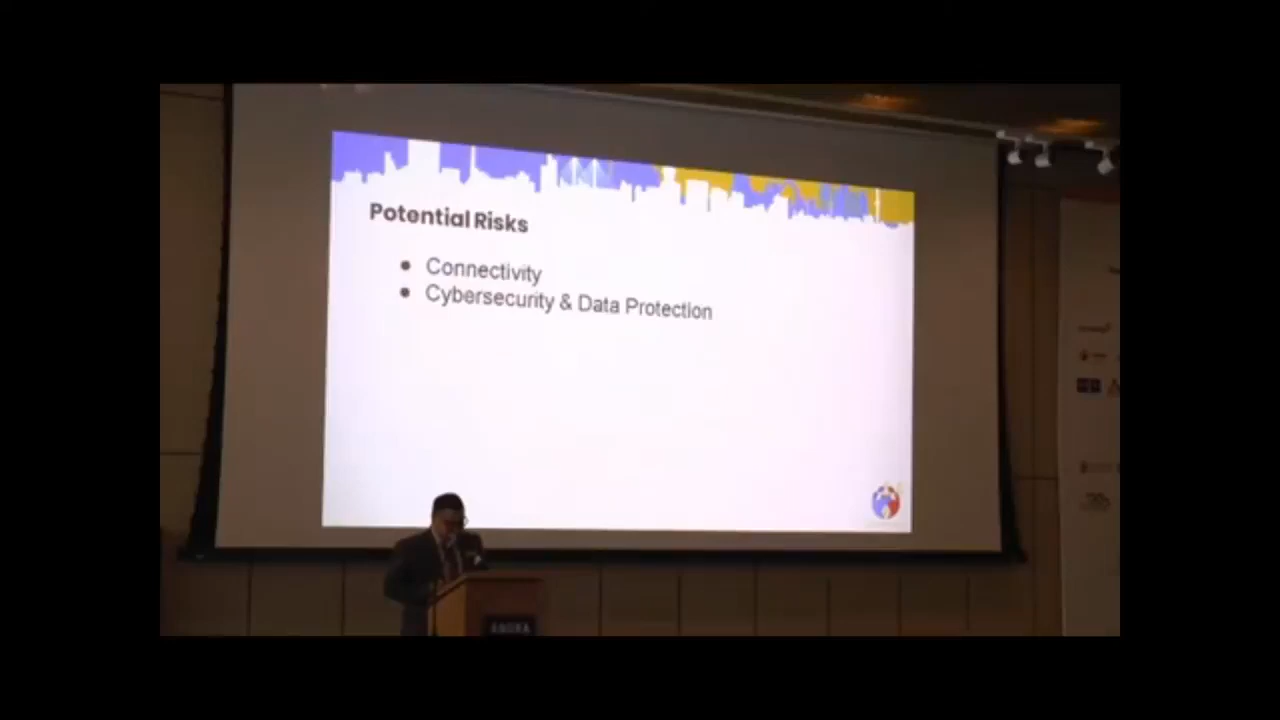 Potential Risks
● Connectivity
● Cybersecurity & Data Protection